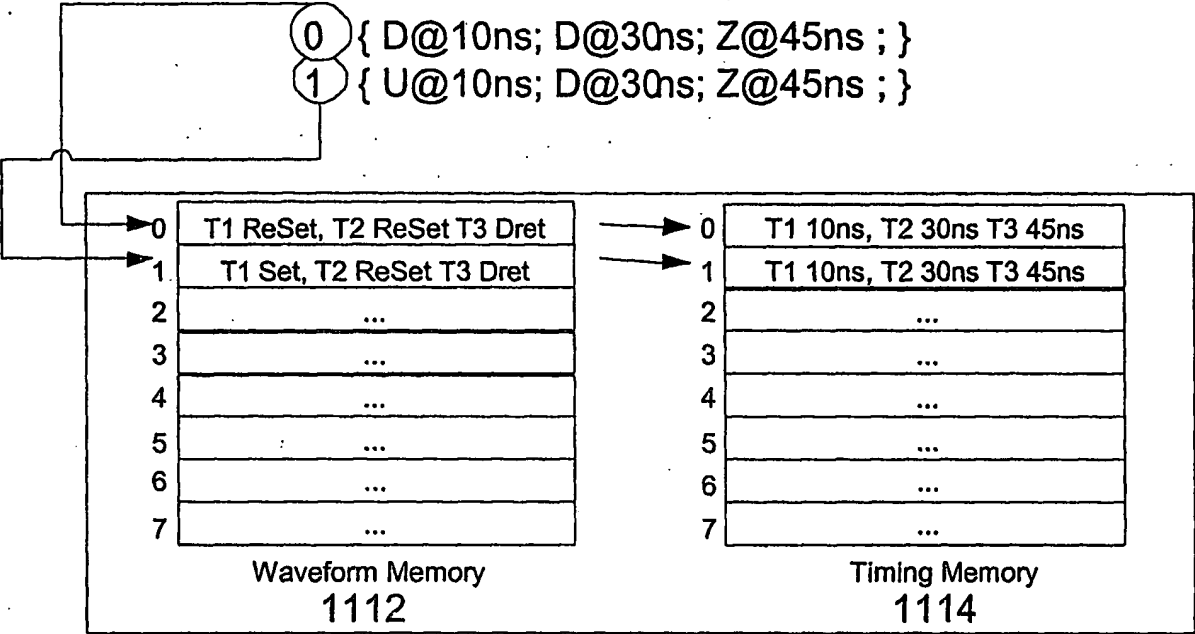 0 { D@10ns; D@30ns; Z@45ns ; }
1 { U@10ns; D@30ns; Z@45ns ; }
0 T1 ReSet, T2 ReSet T3 Dret 0 T1 10ns, T2 30ns T3 45ns
1 T1 Set, T2 ReSet T3 Dret 1 T1 10ns, T2 30ns T3 45ns
2 ... 2 ...
3 ... 3 ...
4 ... 4 ...
5 ... 5 ...
6 ... 6 ...
7 ... 7 ...
Waveform Memory Timing Memory
1112 1114